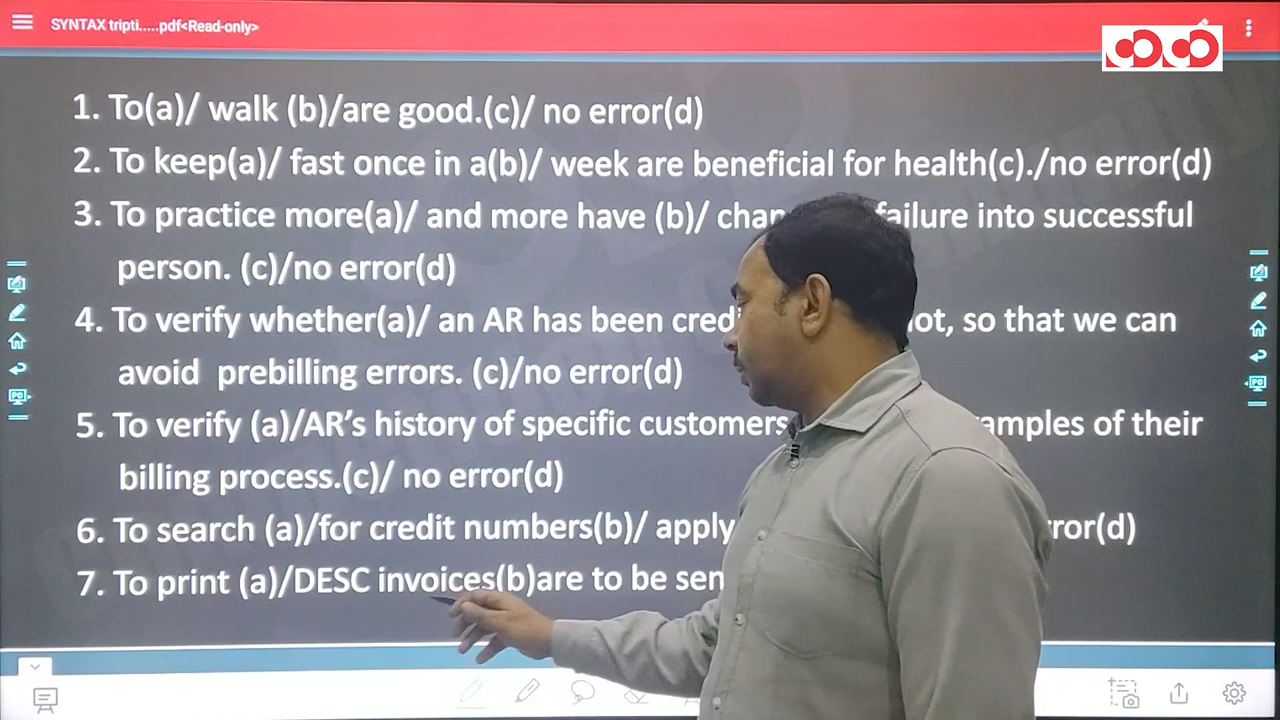 SYNTAX tripti.....pdf<Read-only>
1. To(a)/ walk (b)/are good.(c)/ no error(d)
2. To keep(a)/ fast once in a(b)/ week are beneficial for health(c)./no error(d)
3. To practice more(a)/ and more have (b)/ failure into successful
person. (c)/no error(d)
4. To verify whether(a)/ an AR has been so that we can
avoid prebilling errors. (c)/no error(d)
5. To verify (a)/AR's history of specific customers of their
billing process.(c)/ no error(d)
6. To search (a)/for credit numbers(b)/ apply
7. To print (a)/DESC invoices(b)are to be